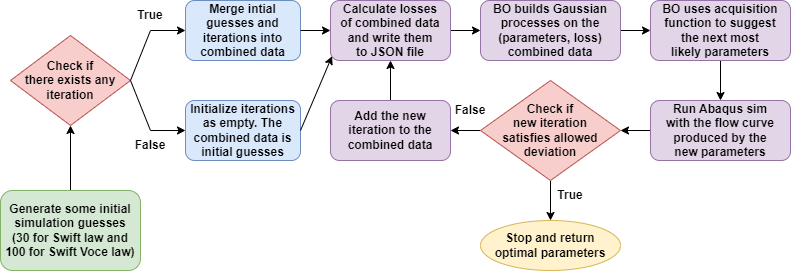 True
Merge intial
guesses and
iterations into
combined data
Calculate losses
of combined data
and write them
to JSON file
BO builds Gaussian
processes on the
(parameters, loss)
combined data
BO uses acquisition
function to suggest
the next most
likely parameters
Check if
there exists any
iteration
False
Initialize iterations
as empty. The
combined data is
initial guesses
Add the new
iteration to the
combined data
False
Check if
new iteration
satisfies allowed
deviation
Run Abaqus sim
with the flow curve
produced by the
new parameters
True
Generate some initial
simulation guesses
(30 for Swift law and
100 for Swift Voce law)
Stop and return
optimal parameters